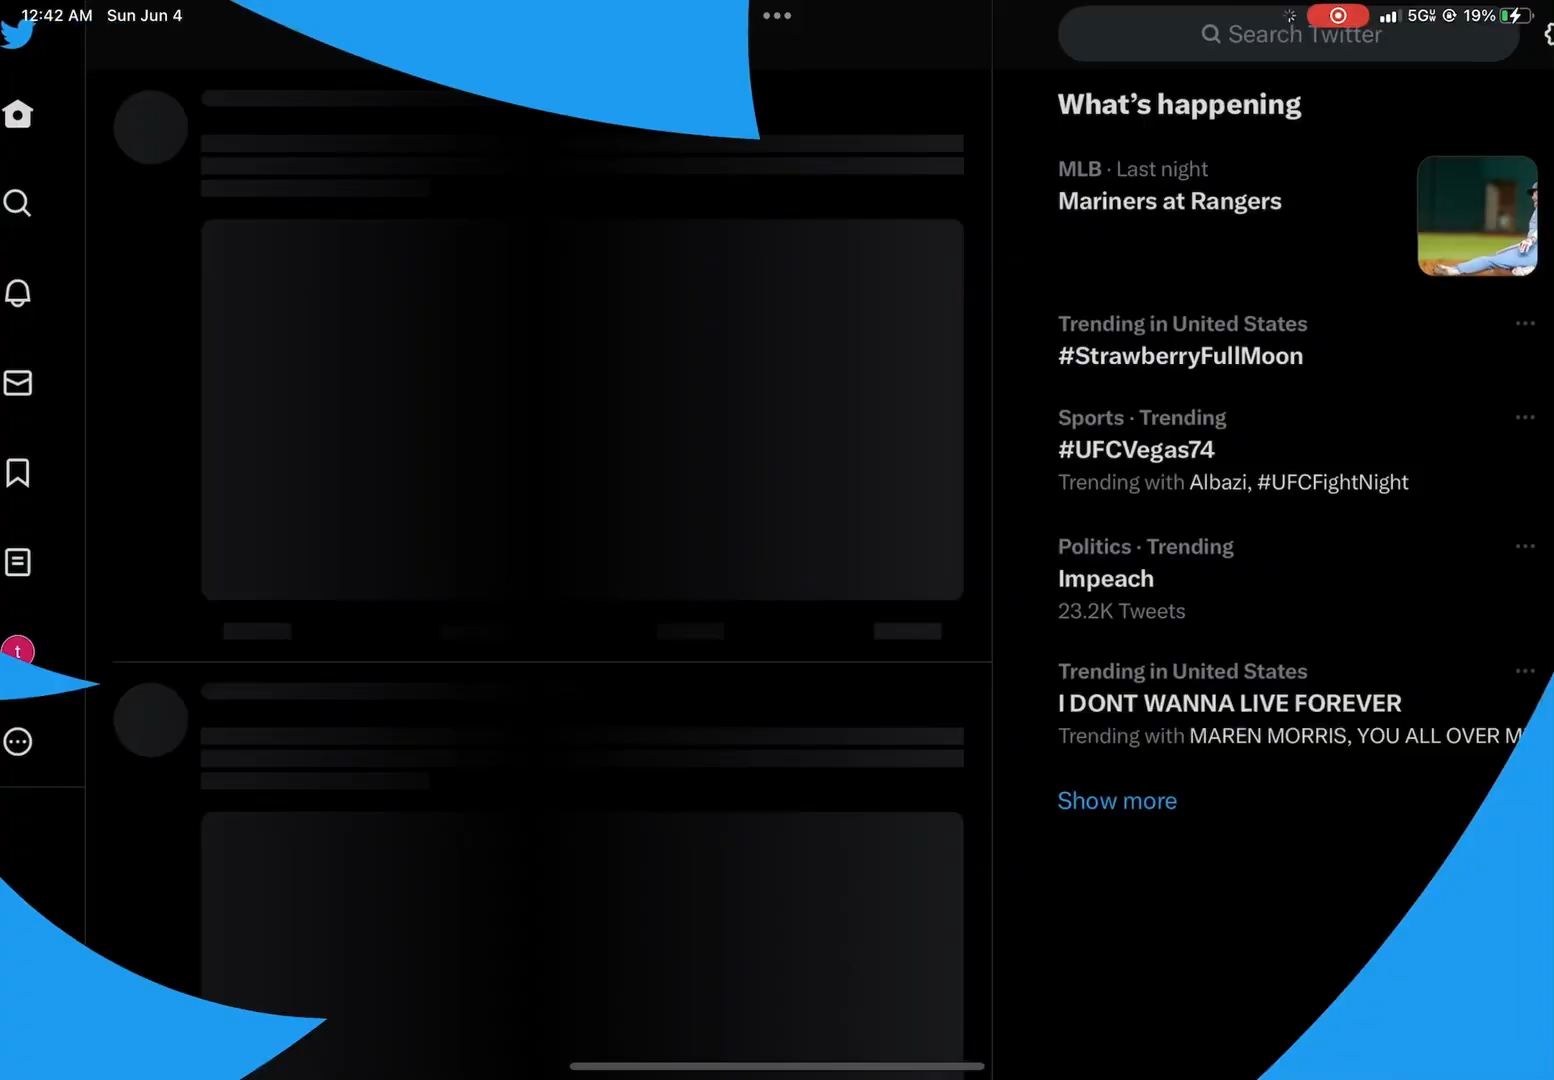 12:42 AM Sun Jun 4
5G 19%
Search Twitter
What's happening
MLB · Last night
Mariners at Rangers
Trending in United States
#StrawberryFullMoon
Sports · Trending
#UFCVegas74
Trending with Albazi, #UFCFightNight
Politics · Trending
Impeach
23.2K Tweets
t
Trending in United States
I DONT WANNA LIVE FOREVER
Trending with MAREN MORRIS, YOU ALL OVER M
Show more